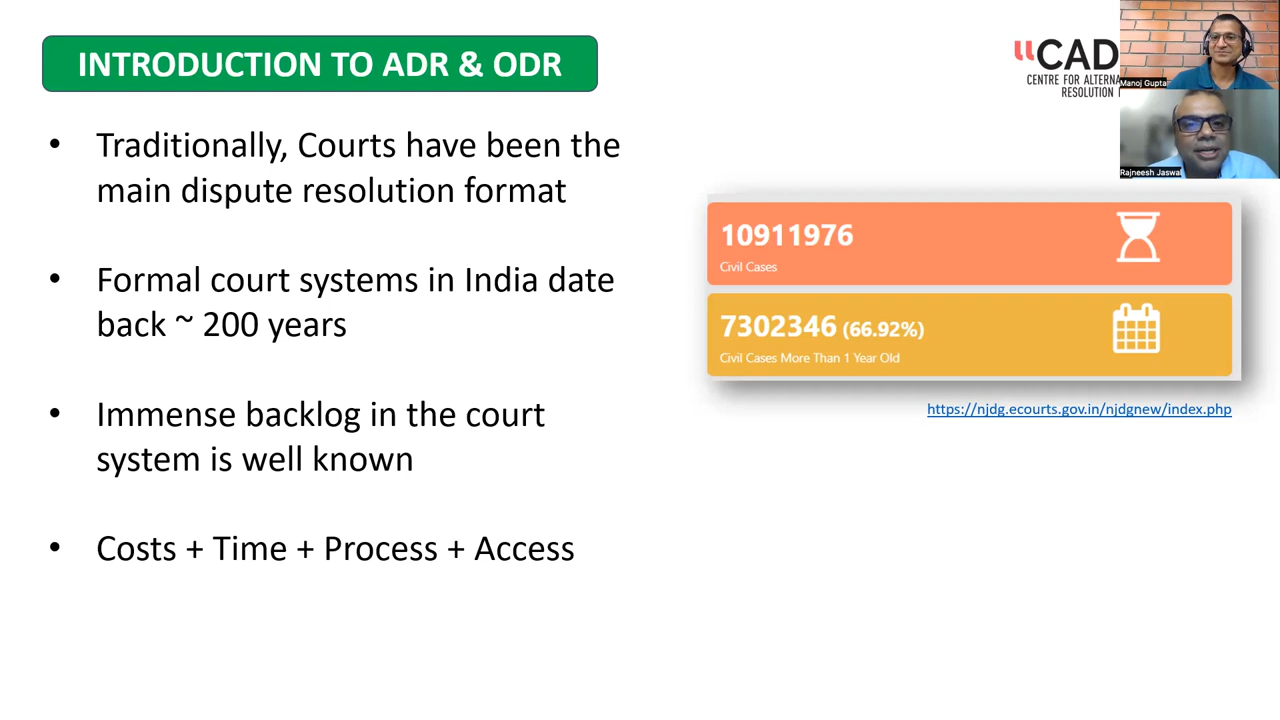 INTRODUCTION TO ADR & ODR
• Traditionally, Courts have been the
main dispute resolution format
• Formal court systems in India date
back ~ 200 years
• Immense backlog in the court
system is well known
• Costs + Time + Process + Access
CAD
CENTRE FOR ALTERNA
RESOLUTION
Manoj Gupta
Rajneesh Jaswal
10911976
Civil Cases
7302346 (66.92%)
Civil Cases More Than 1 Year Old
https://njdg.ecourts.gov.in/njdgnew/index.php